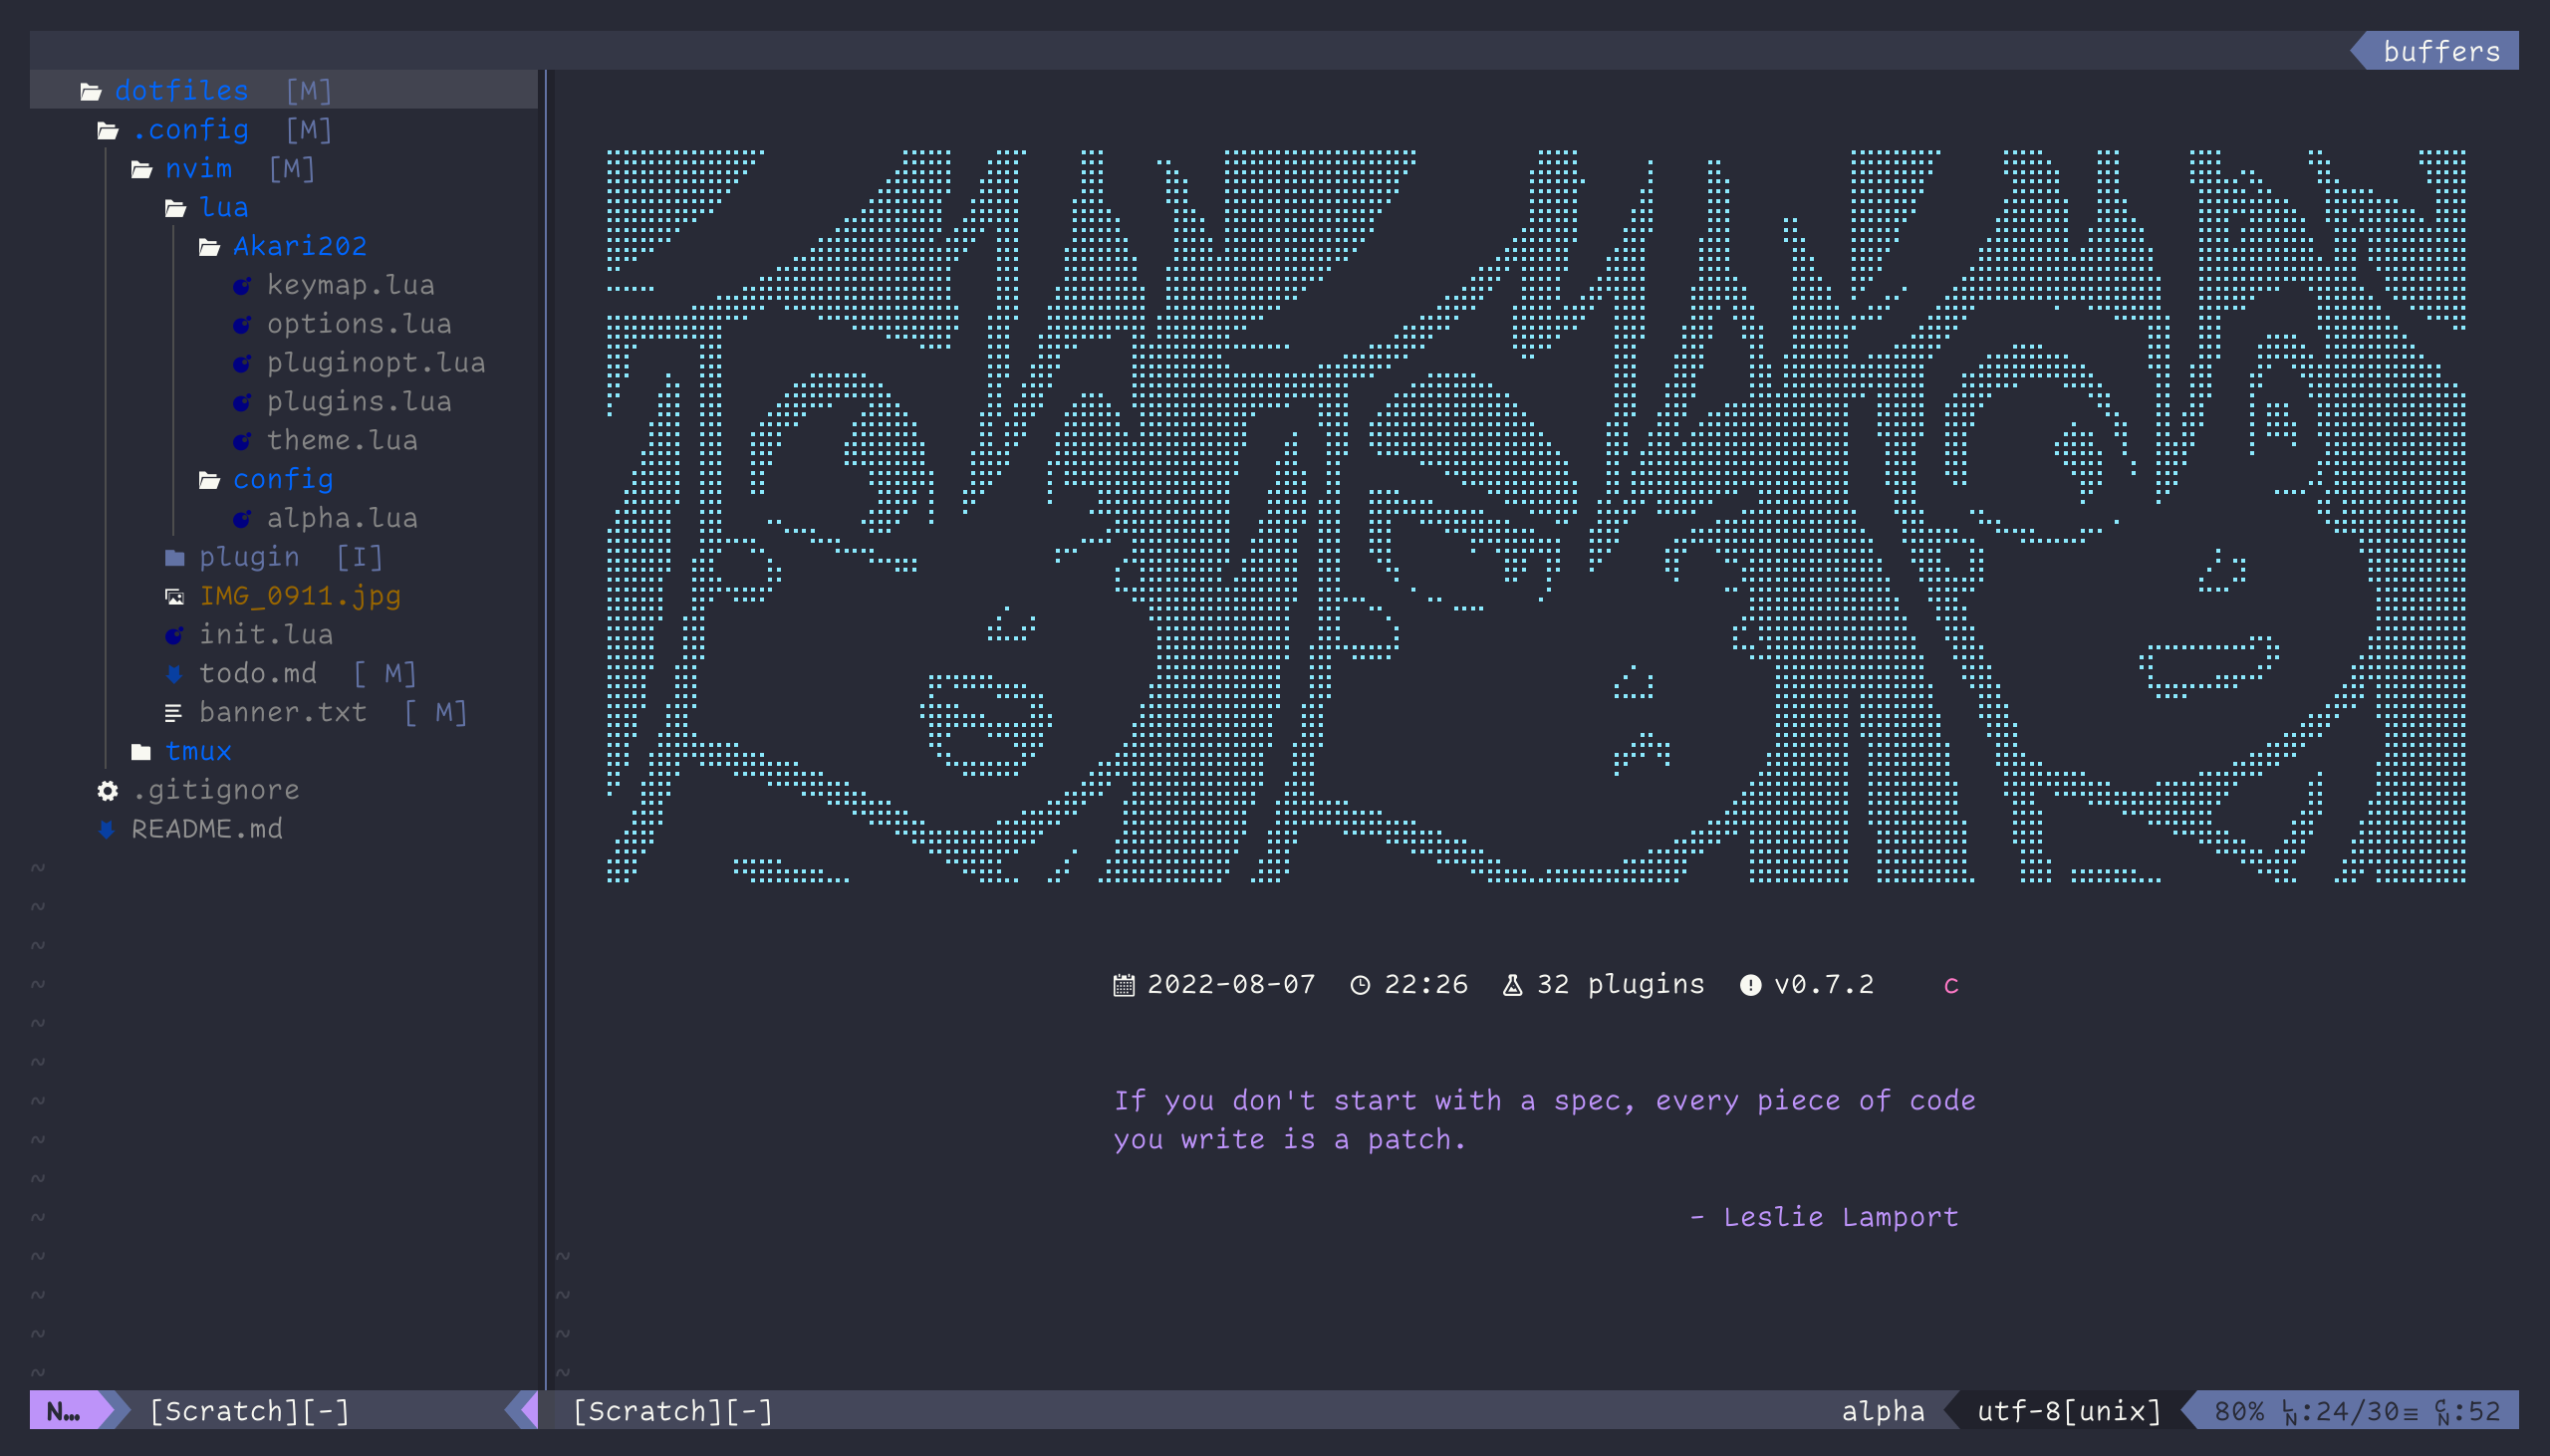 buffers
dotfiles [M]
.config [M]
nvim [M]
lua
Akari202
keymap.lua
options.lua
pluginopt.lua
plugins.lua
theme.lua
config
alpha.lua
plugin [I]
IMG_0911.jpg
init.lua
todo.md [ M]
banner.txt [ M]
tmux
.gitignore
README.md
~
~
~
~
~
~
~
~
~
~
~
~
~
~
2022-08-07 22:26 32 plugins v0.7.2 c
If you don't start with a spec, every piece of code
you write is a patch.
- Leslie Lamport
~
~
~
~
N… [Scratch][-]
[Scratch][-] alpha utf-8[unix] 80% ㏑:24/30≡ ℅:52